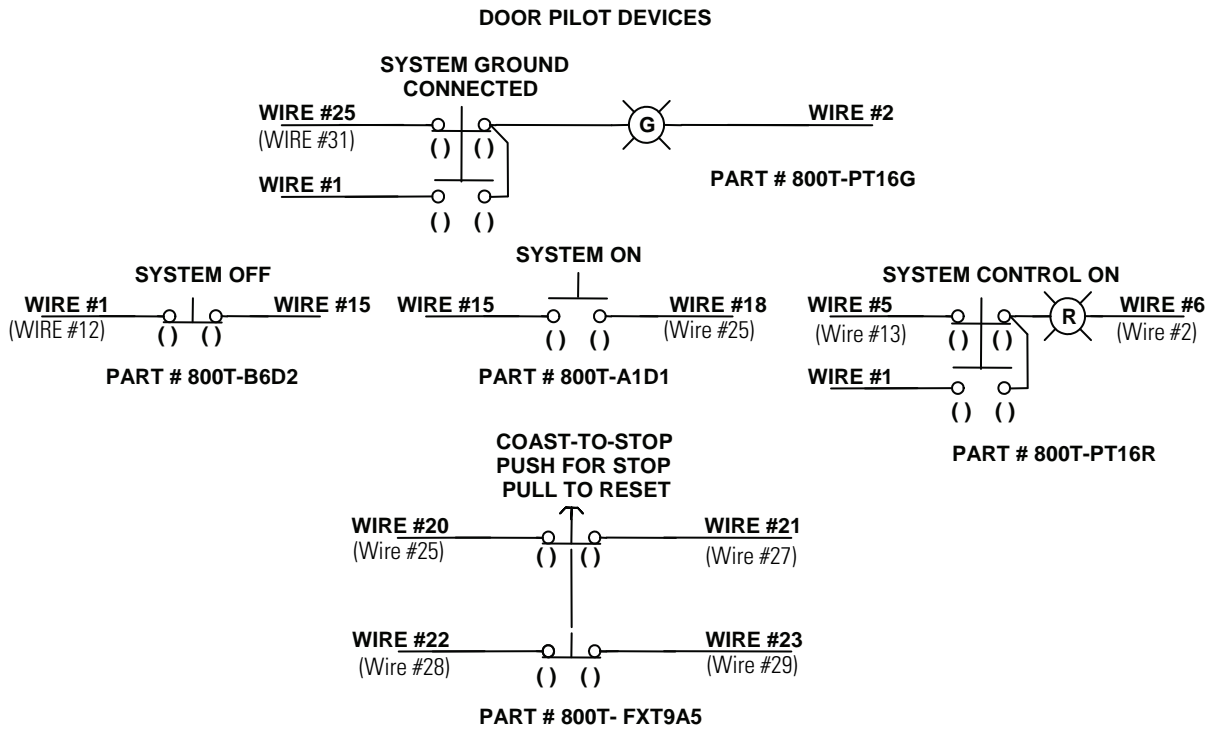 DOOR PILOT DEVICES
SYSTEM GROUND
CONNECTED
WIRE #25
(WIRE #31)
G
WIRE #2
( ) ( )
PART # 800T-PT16G
WIRE #1
( ) ( )
SYSTEM OFF
WIRE #1
(WIRE #12)
WIRE #15
( ) ( )
PART # 800T-B6D2
SYSTEM ON
WIRE #15
WIRE #18
(Wire #25)
( ) ( )
PART # 800T-A1D1
SYSTEM CONTROL ON
WIRE #5
(Wire #13)
R
WIRE #6
(Wire #2)
( ) ( )
WIRE #1
( ) ( )
PART # 800T-PT16R
COAST-TO-STOP
PUSH FOR STOP
PULL TO RESET
WIRE #20
(Wire #25)
WIRE #21
(Wire #27)
( ) ( )
WIRE #22
(Wire #28)
WIRE #23
(Wire #29)
( ) ( )
PART # 800T- FXT9A5